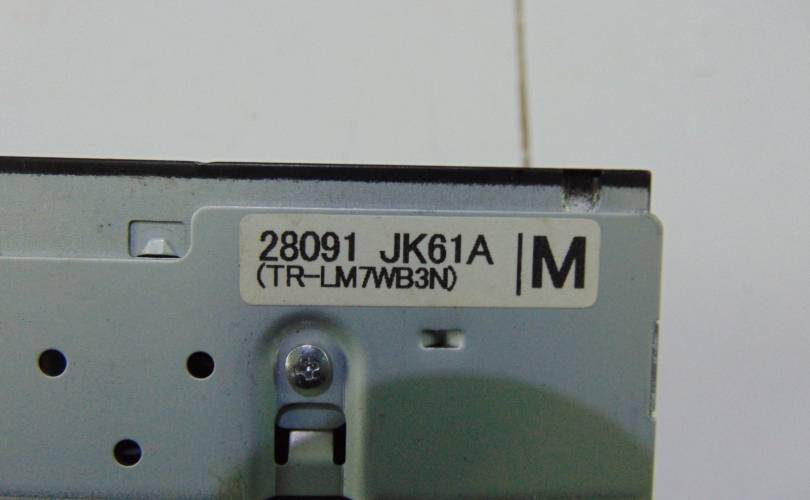 28091 JK61A |M
(TR-LM7WB3N)